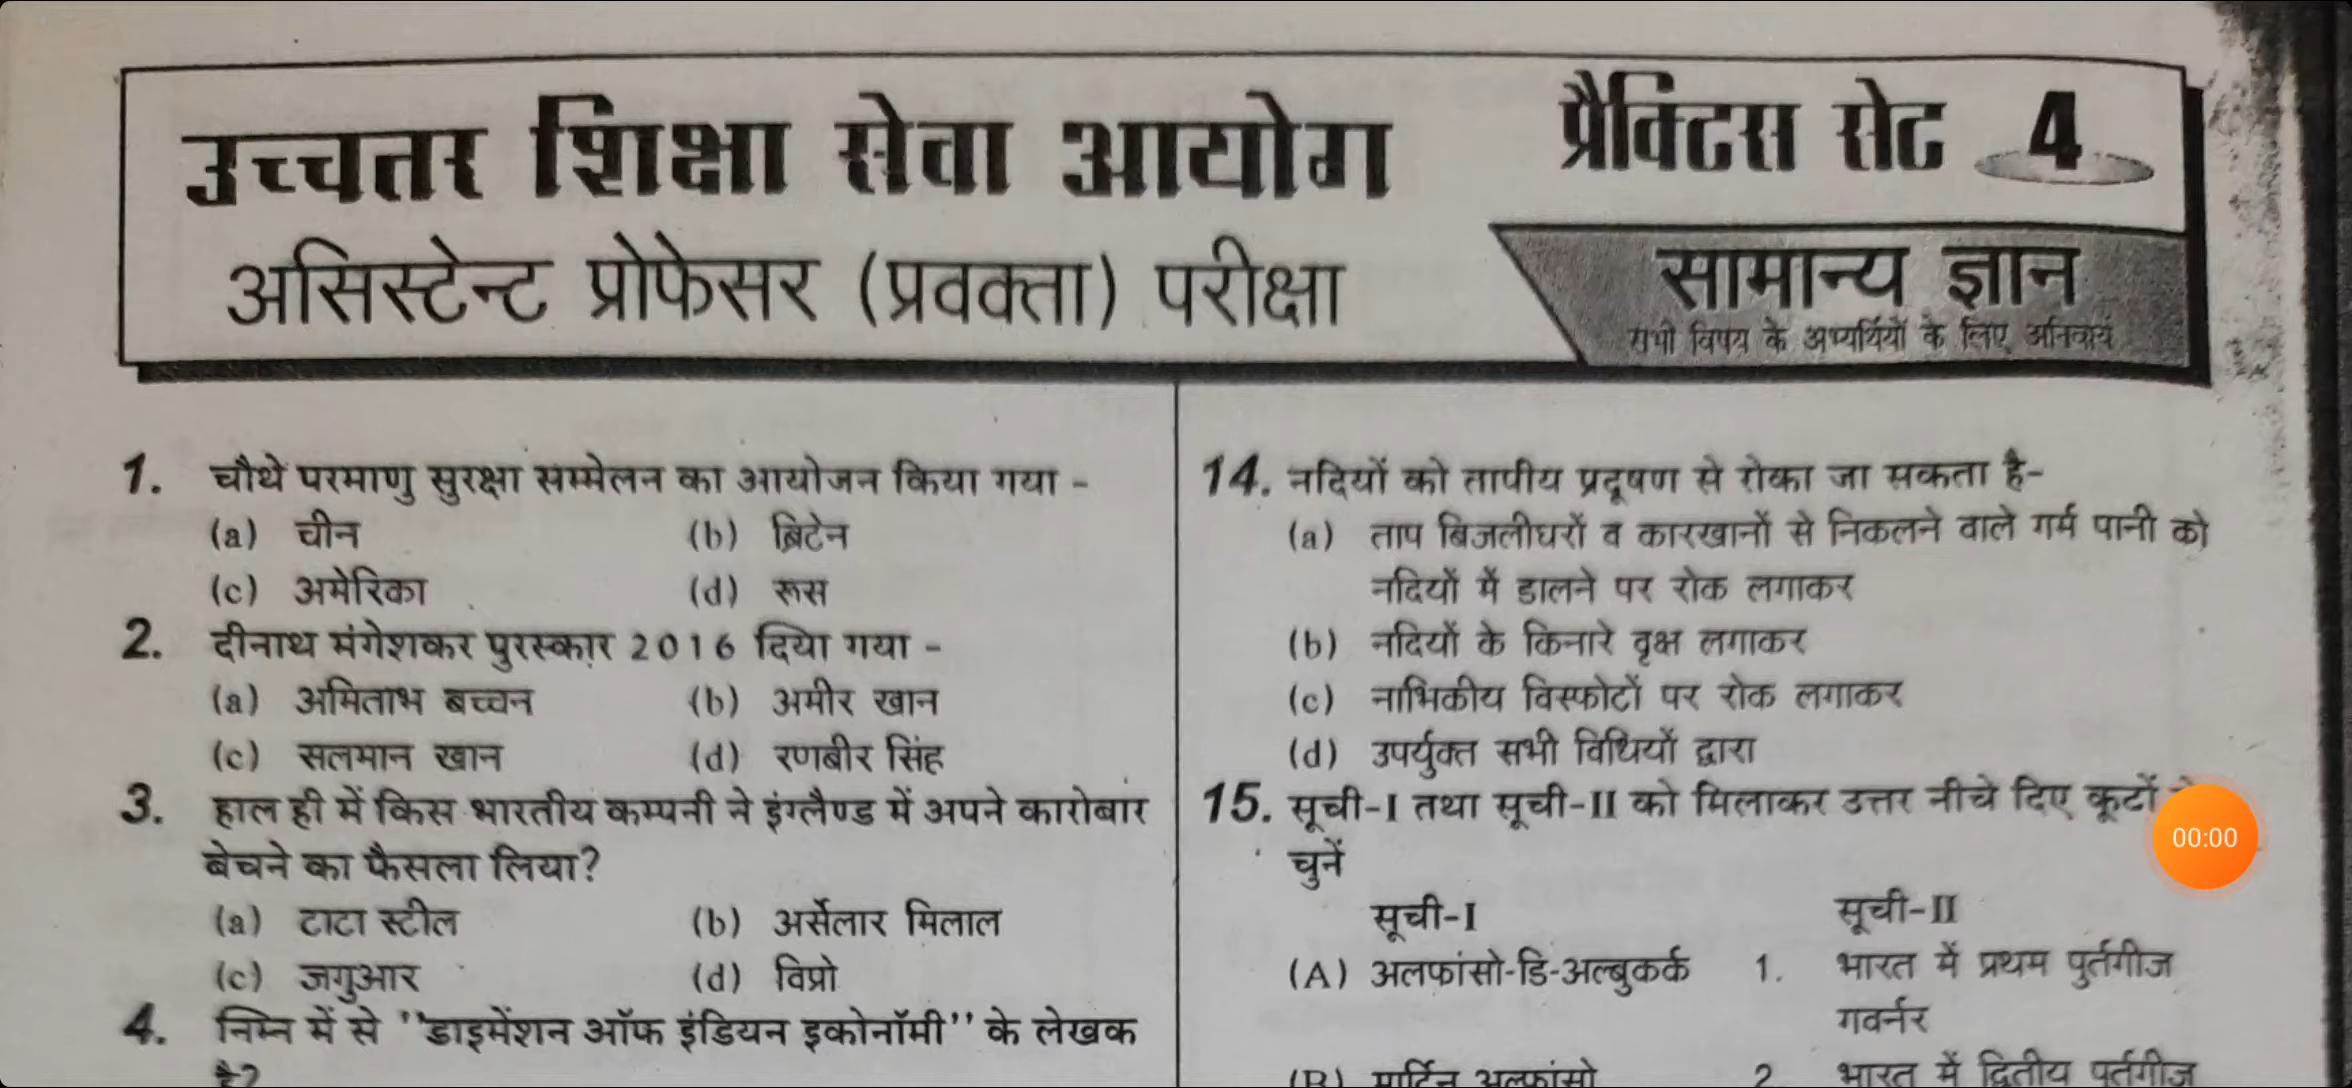 उच्चतर शिक्षा सेवा आयोग
असिस्टेन्ट प्रोफेसर (प्रवक्ता) परीक्षा
प्रैक्टिस सेट 4
सामान्य ज्ञान
सभी विषय के अभ्यर्थियों के लिए अनिवार्य
1. चौथे परमाणु सुरक्षा सम्मेलन का आयोजन किया गया -
(a) चीन (b) ब्रिटेन
(c) अमेरिका (d) रूस
2. दीनाथ मंगेशकर पुरस्कार 2016 दिया गया -
(a) अमिताभ बच्चन (b) अमीर खान
(c) सलमान खान (d) रणबीर सिंह
3. हाल ही में किस भारतीय कम्पनी ने इंग्लैण्ड में अपने कारोबार
बेचने का फैसला लिया?
(a) टाटा स्टील (b) अर्सेलार मिलाल
(c) जगुआर (d) विप्रो
4. निम्न में से "डाइमेंशन ऑफ इंडियन इकोनॉमी" के लेखक
है?
14. नदियों को तापीय प्रदूषण से रोका जा सकता है-
(a) ताप बिजलीघरों व कारखानों से निकलने वाले गर्म पानी को
नदियों में डालने पर रोक लगाकर
(b) नदियों के किनारे वृक्ष लगाकर
(c) नाभिकीय विस्फोटों पर रोक लगाकर
(d) उपर्युक्त सभी विधियों द्वारा
15. सूची-I तथा सूची-II को मिलाकर उत्तर नीचे दिए कूटों
चुनें
सूची-I सूची-II
(A) अलफांसो-डि-अल्बुकर्क 1. भारत में प्रथम पुर्तगीज
गवर्नर
(B) मार्टिन अल्फांसो 2. भारत में द्वितीय पुर्तगीज
00:00